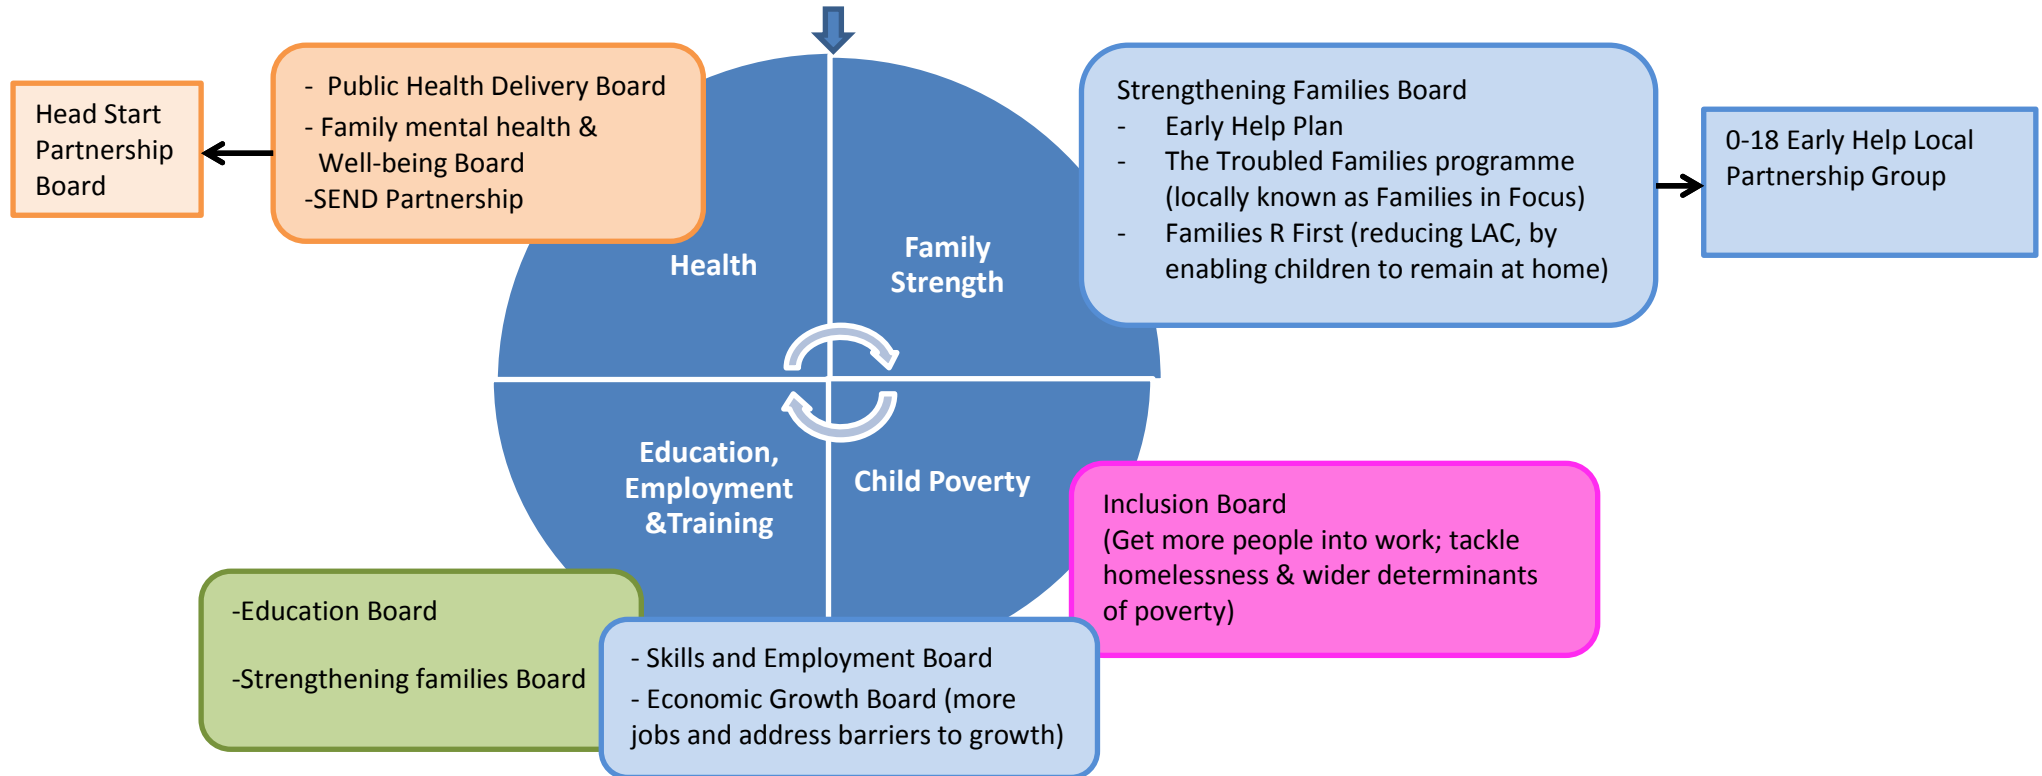 Head Start
Partnership
Board
-  Public Health Delivery Board
- Family mental health &
Well-being Board
-SEND Partnership
Strengthening Families Board
- Early Help Plan
- The Troubled Families programme
(locally known as Families in Focus)
- Families R First (reducing LAC, by
enabling children to remain at home)
0-18 Early Help Local
Partnership Group
Health
Family
Strength
Education,
Employment
&Training
Child Poverty
Inclusion Board
(Get more people into work; tackle
homelessness & wider determinants
of poverty)
-Education Board
-Strengthening families Board
- Skills and Employment Board
- Economic Growth Board (more
jobs and address barriers to growth)